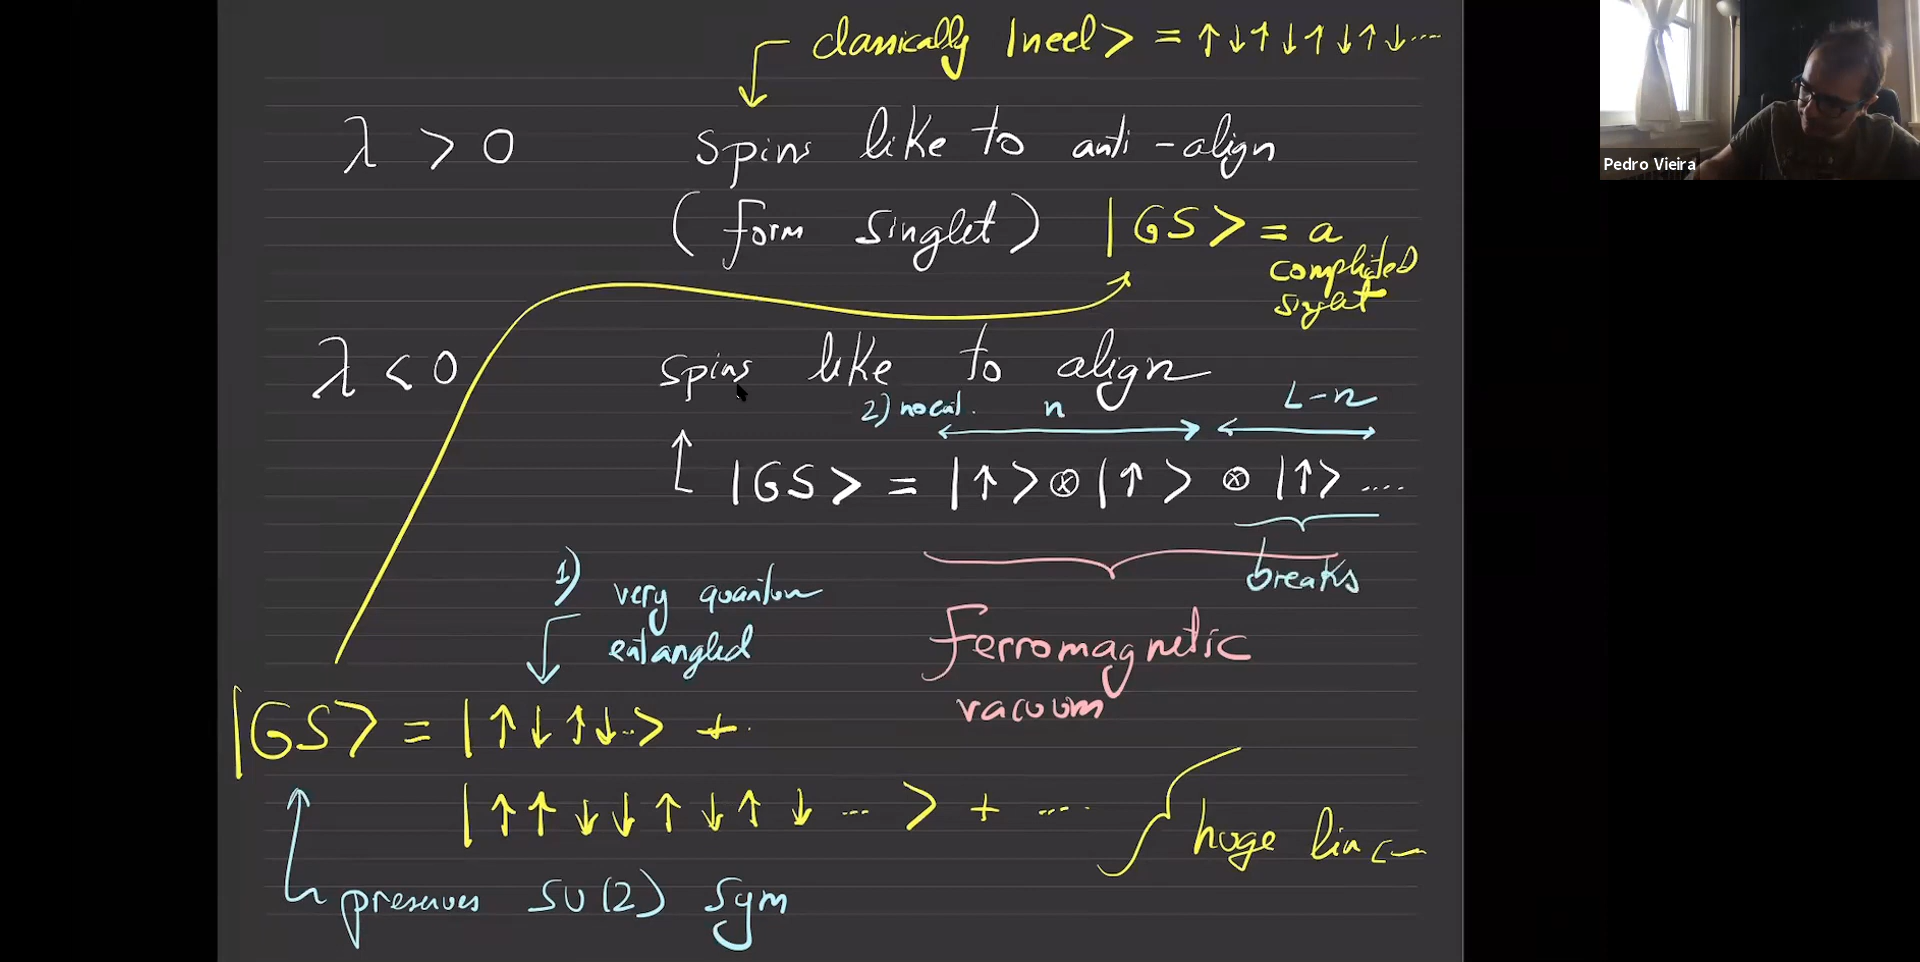 classically |neel> = ↑↓↑↓↑↓↑↓....
λ > 0 spins like to anti-align
(form singlet) |GS> = a
complicated
singlet
λ < 0 spins like to align
2) no ent. n L-n
|GS> = |↑>⊗|↑>⊗|↑>....
breaks
1) very quantum
entangled
Ferromagnetic
vacuum
|GS> = |↑↓↑↓..> +
|↑↑↓↓↑↓↑↓...> + ....
huge lin
preserves SU(2) sym
Pedro Vieira